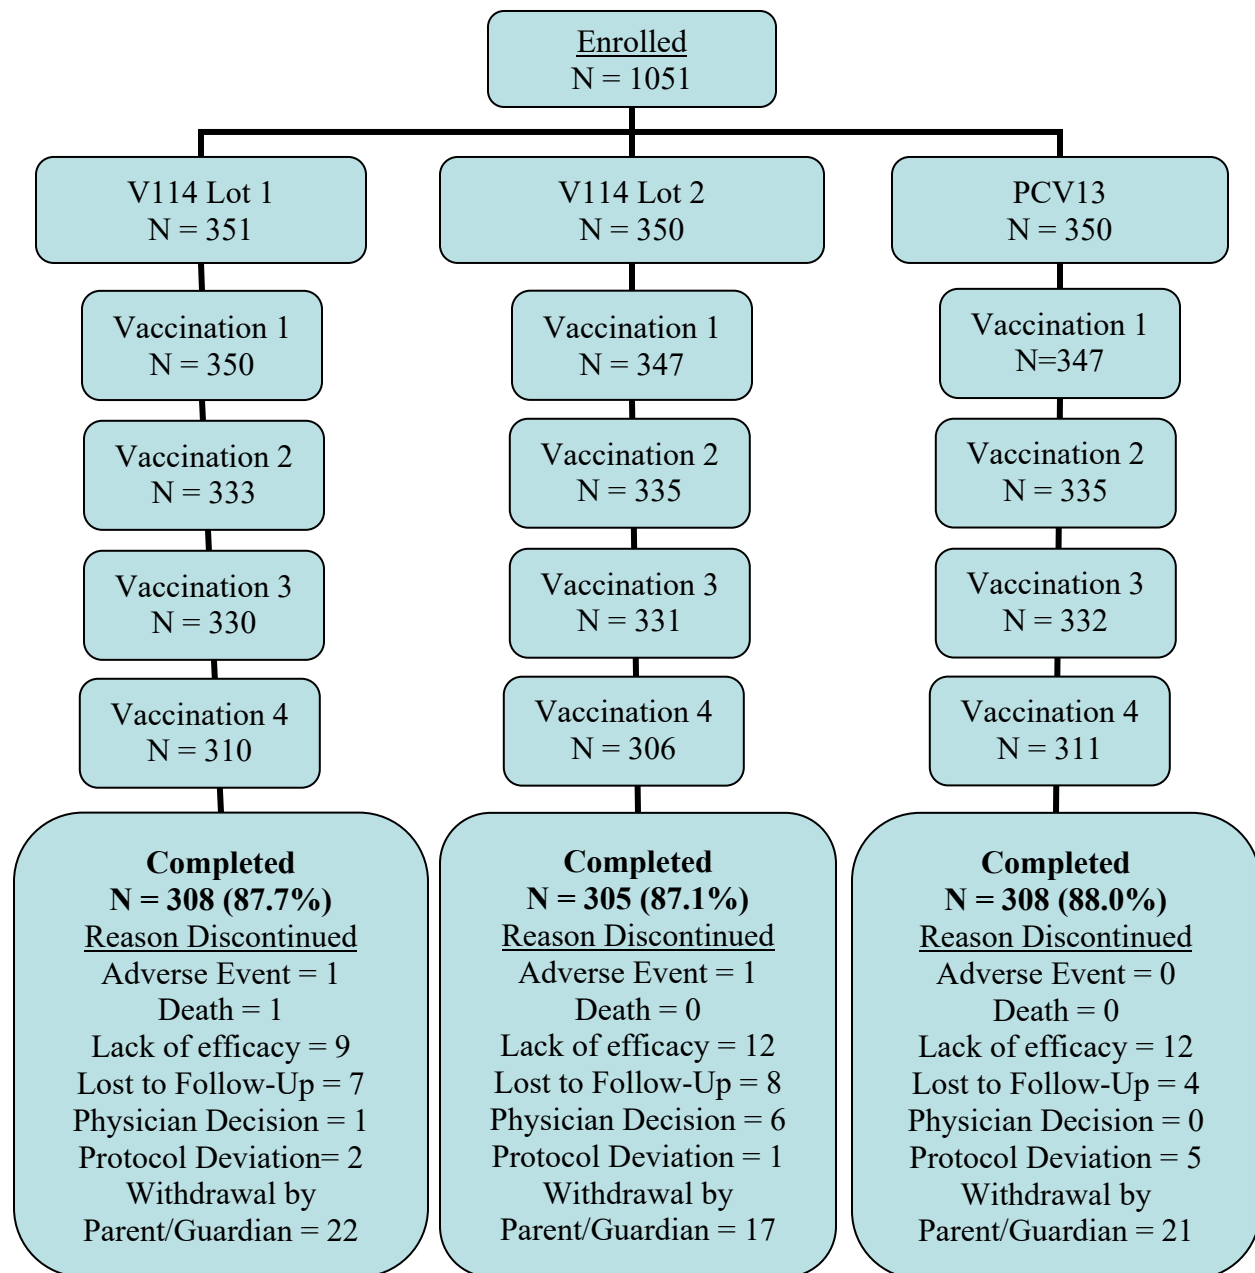 Enrolled
N = 1051
V114 Lot 1
N = 351
V114 Lot 2
N = 350
PCV13
N = 350
Vaccination 1
N = 350
Vaccination 1
N = 347
Vaccination 1
N=347
Vaccination 2
N = 333
Vaccination 2
N = 335
Vaccination 2
N = 335
Vaccination 3
N = 330
Vaccination 3
N = 331
Vaccination 3
N = 332
Vaccination 4
N = 310
Vaccination 4
N = 306
Vaccination 4
N = 311
Completed
N = 308 (87.7%)
Reason Discontinued
Adverse Event = 1
Death = 1
Lack of efficacy = 9
Lost to Follow-Up = 7
Physician Decision = 1
Protocol Deviation= 2
Withdrawal by
Parent/Guardian = 22
Completed
N = 305 (87.1%)
Reason Discontinued
Adverse Event = 1
Death = 0
Lack of efficacy = 12
Lost to Follow-Up = 8
Physician Decision = 6
Protocol Deviation = 1
Withdrawal by
Parent/Guardian = 17
Completed
N = 308 (88.0%)
Reason Discontinued
Adverse Event = 0
Death = 0
Lack of efficacy = 12
Lost to Follow-Up = 4
Physician Decision = 0
Protocol Deviation = 5
Withdrawal by
Parent/Guardian = 21